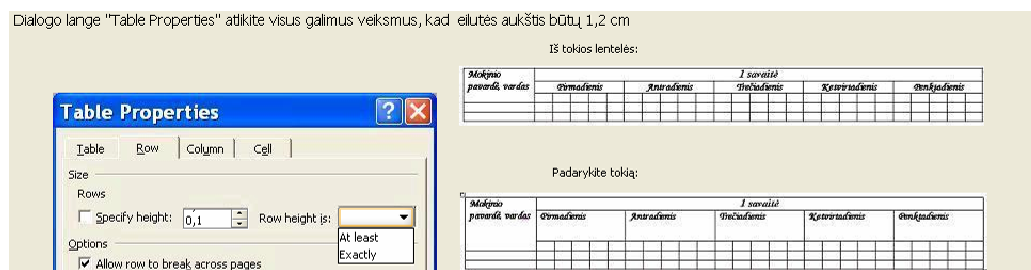 Dialogo lange "Table Properties" atlikite visus galimus veiksmus, kad eilutės aukštis būtų 1,2 cm
Iš tokios lentelės:
Mokinio pavardė, vardas
1 savaitė
Pirmadienis Antradienis Trečiadienis Ketvirtadienis Penktadienis
Table Properties
Table Row Column Cell
Size
Rows
Specify height: 0,1 Row height is:
At least
Exactly
Options
Allow row to break across pages
Padarykite tokią:
Mokinio pavardė, vardas
1 savaitė
Pirmadienis Antradienis Trečiadienis Ketvirtadienis Penktadienis